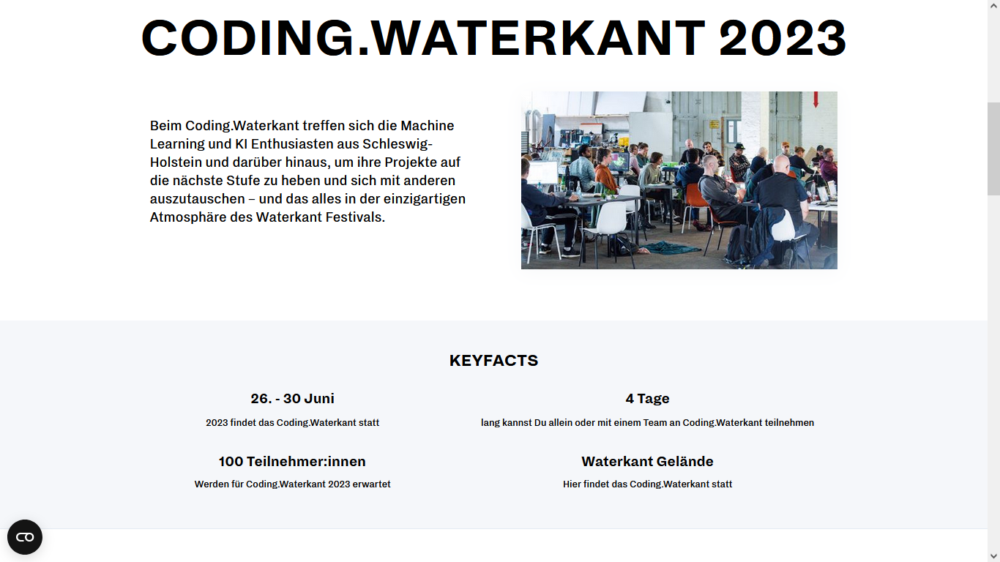 CODING.WATERKANT 2023
Beim Coding.Waterkant treffen sich die Machine
Learning und KI Enthusiasten aus Schleswig-
Holstein und darüber hinaus, um ihre Projekte auf
die nächste Stufe zu heben und sich mit anderen
auszutauschen – und das alles in der einzigartigen
Atmosphäre des Waterkant Festivals.
KEYFACTS
26. - 30 Juni
2023 findet das Coding.Waterkant statt
4 Tage
lang kannst Du allein oder mit einem Team an Coding.Waterkant teilnehmen
100 Teilnehmer:innen
Werden für Coding.Waterkant 2023 erwartet
Waterkant Gelände
Hier findet das Coding.Waterkant statt